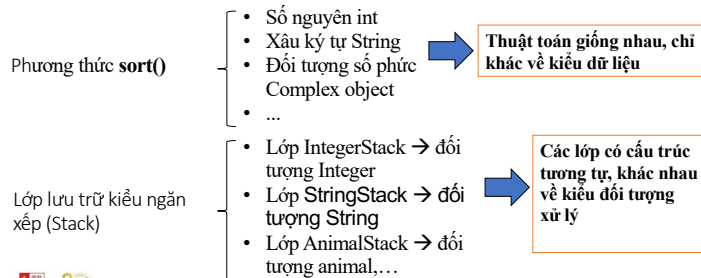 Phương thức sort()
• Số nguyên int
• Xâu ký tự String
• Đối tượng số phức
Complex object
• ...
Thuật toán giống nhau, chỉ
khác về kiểu dữ liệu
Lớp lưu trữ kiểu ngăn
xếp (Stack)
• Lớp IntegerStack → đối
tượng Integer
• Lớp StringStack → đối
tượng String
• Lớp AnimalStack → đối
tượng animal,…
Các lớp có cấu trúc
tương tự, khác nhau
về kiểu đối tượng
xử lý